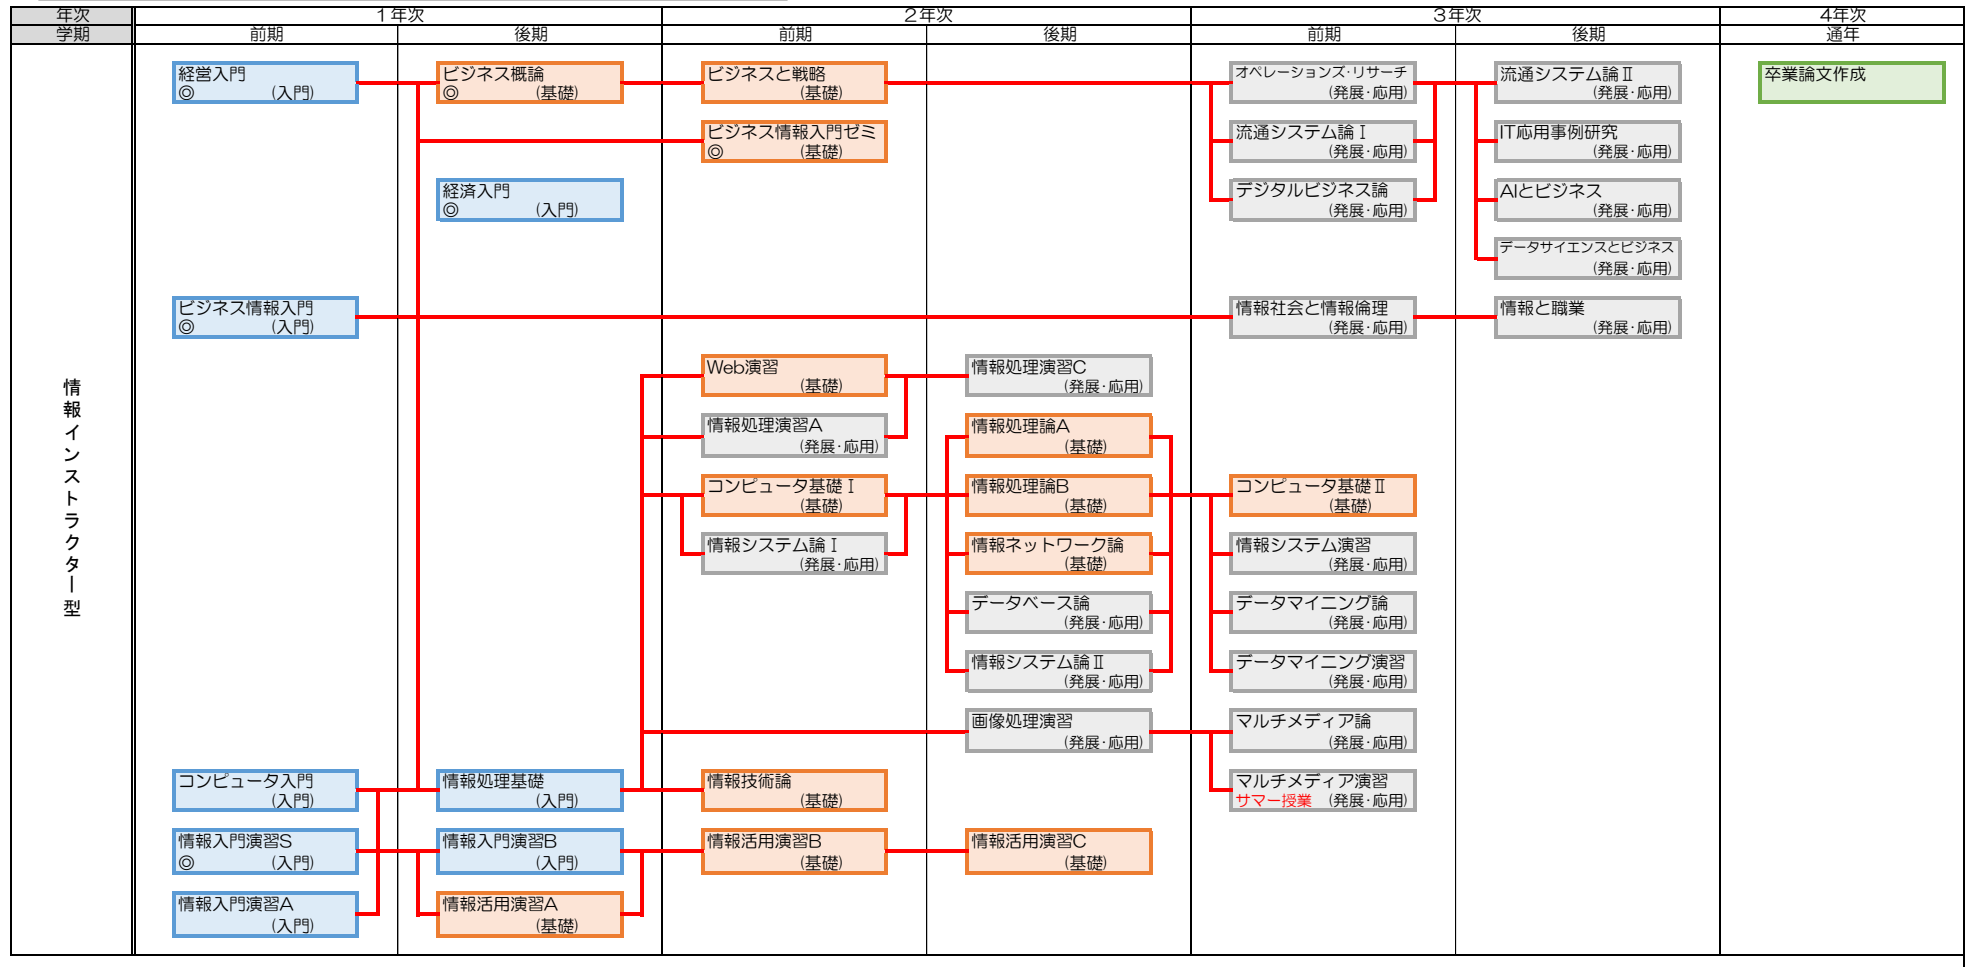 年次 1年次 2年次 3年次 4年次
学期 前期 後期 前期 後期 前期 後期 通年
情報インストラクター型
経営入門
◎ (入門)
ビジネス概論
◎ (基礎)
ビジネスと戦略
(基礎)
オペレーションズ・リサーチ
(発展・応用)
流通システム論Ⅱ
(発展・応用)
卒業論文作成
ビジネス情報入門ゼミ
◎ (基礎)
流通システム論Ⅰ
(発展・応用)
IT応用事例研究
(発展・応用)
経済入門
◎ (入門)
デジタルビジネス論
(発展・応用)
AIとビジネス
(発展・応用)
データサイエンスとビジネス
(発展・応用)
ビジネス情報入門
◎ (入門)
情報社会と情報倫理
(発展・応用)
情報と職業
(発展・応用)
Web演習
(基礎)
情報処理演習C
(発展・応用)
情報処理演習A
(発展・応用)
情報処理論A
(基礎)
コンピュータ基礎Ⅰ
(基礎)
情報処理論B
(基礎)
コンピュータ基礎Ⅱ
(基礎)
情報システム論Ⅰ
(発展・応用)
情報ネットワーク論
(基礎)
情報システム演習
(発展・応用)
データベース論
(発展・応用)
データマイニング論
(発展・応用)
情報システム論Ⅱ
(発展・応用)
データマイニング演習
(発展・応用)
画像処理演習
(発展・応用)
マルチメディア論
(発展・応用)
コンピュータ入門
(入門)
情報処理基礎
(入門)
情報技術論
(基礎)
マルチメディア演習
サマー授業 (発展・応用)
情報入門演習S
◎ (入門)
情報入門演習B
(入門)
情報活用演習B
(基礎)
情報活用演習C
(基礎)
情報入門演習A
(入門)
情報活用演習A
(基礎)